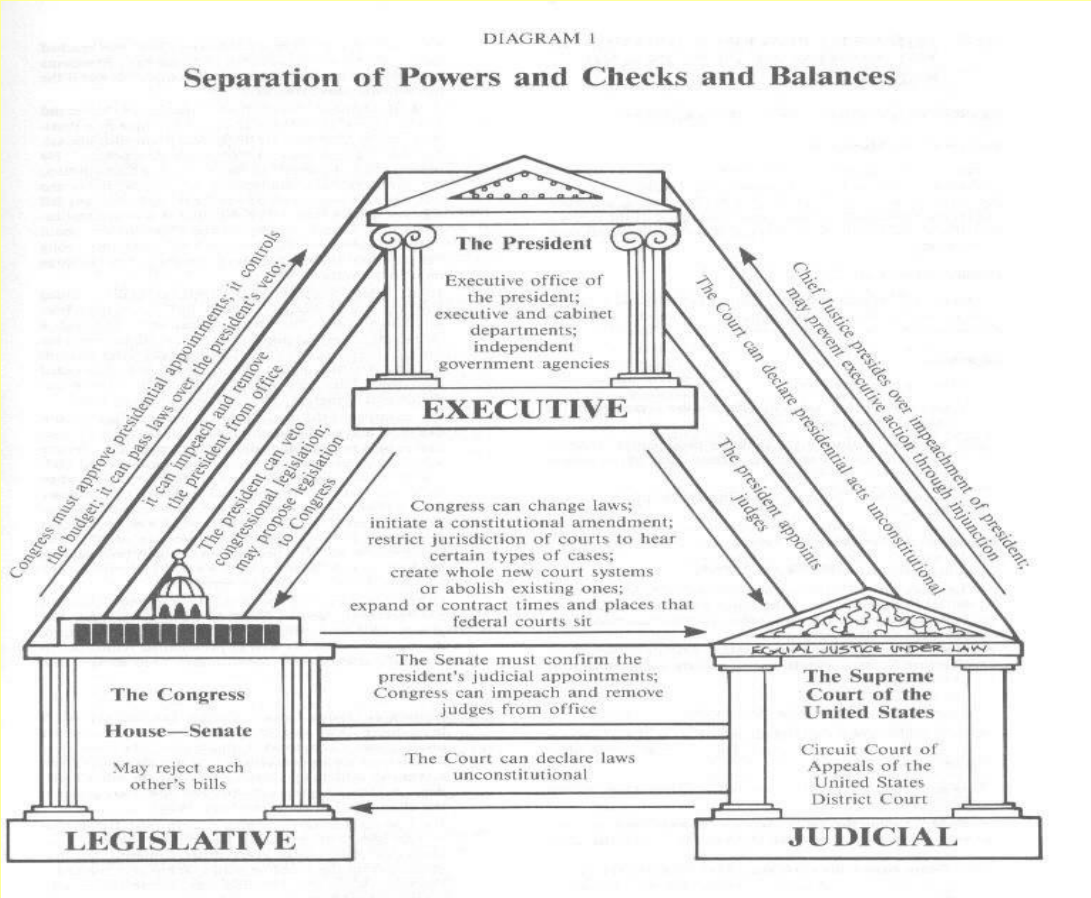 DIAGRAM 1
Separation of Powers and Checks and Balances
The President
Executive office of
the president;
executive and cabinet
departments;
independent
government agencies
EXECUTIVE
Congress must approve presidential appointments; it controls
the budget; it can pass laws over the president's veto;
it can impeach and remove
the president from office
The president can veto
congressional legislation;
may propose legislation
to Congress
Chief Justice presides over impeachment of president;
may prevent executive action through injunction
The Court can declare presidential acts unconstitutional
The president appoints
judges
Congress can change laws;
initiate a constitutional amendment;
restrict jurisdiction of courts to hear
certain types of cases;
create whole new court systems
or abolish existing ones;
expand or contract times and places that
federal courts sit
The Senate must confirm the
president's judicial appointments;
Congress can impeach and remove
judges from office
The Court can declare laws
unconstitutional
The Congress
House—Senate
May reject each
other's bills
LEGISLATIVE
EQUAL JUSTICE UNDER LAW
The Supreme
Court of the
United States
Circuit Court of
Appeals of the
United States
District Court
JUDICIAL